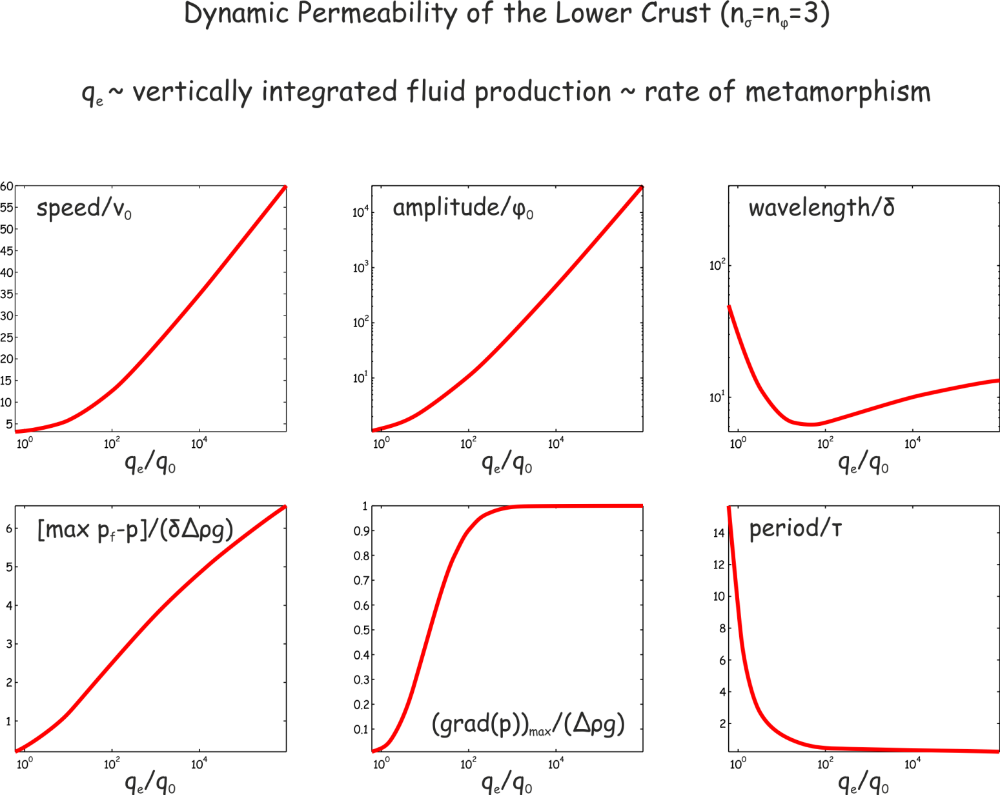 Dynamic Permeability of the Lower Crust (nσ=nφ=3)
qe ~ vertically integrated fluid production ~ rate of metamorphism
speed/v0
60
55
50
45
40
35
30
25
20
15
10
5
10^0 10^2 10^4
qe/q0
amplitude/φ0
10^4
10^3
10^2
10^1
10^0 10^2 10^4
qe/q0
wavelength/δ
10^2
10^1
10^0 10^2 10^4
qe/q0
[max pf-p]/(δΔρg)
6
5
4
3
2
1
10^0 10^2 10^4
qe/q0
1
0.9
0.8
0.7
0.6
0.5
0.4
0.3
0.2
0.1
(grad(p))max/(Δρg)
10^0 10^2 10^4
qe/q0
period/τ
14
12
10
8
6
4
2
10^0 10^2 10^4
qe/q0